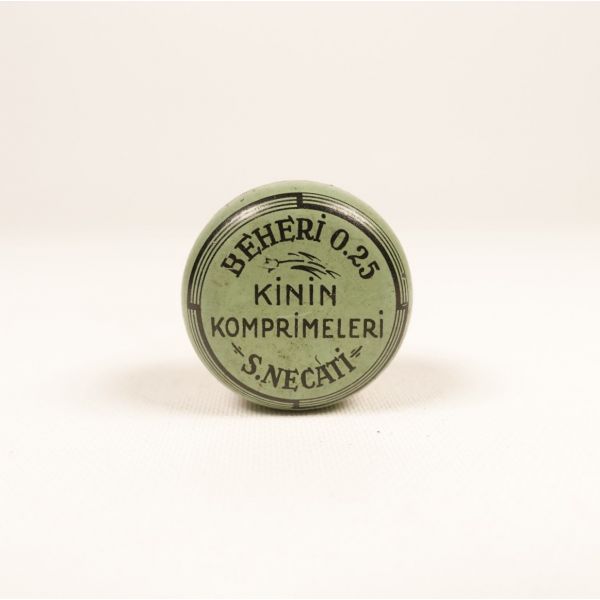 BEHERİ 0.25
KİNİN
KOMPRİMELERİ
S.NECATİ